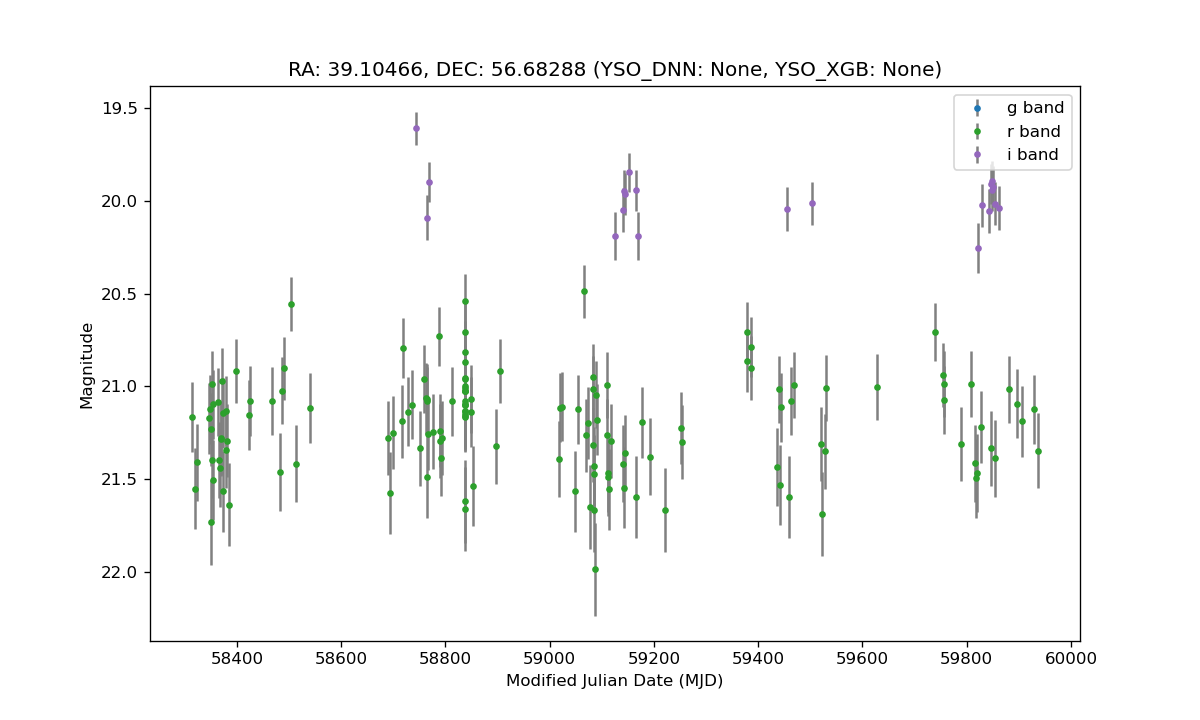 RA: 39.10466, DEC: 56.68288 (YSO_DNN: None, YSO_XGB: None)
g band
r band
i band
19.5
20.0
20.5
21.0
21.5
22.0
Magnitude
58400 58600 58800 59000 59200 59400 59600 59800 60000
Modified Julian Date (MJD)